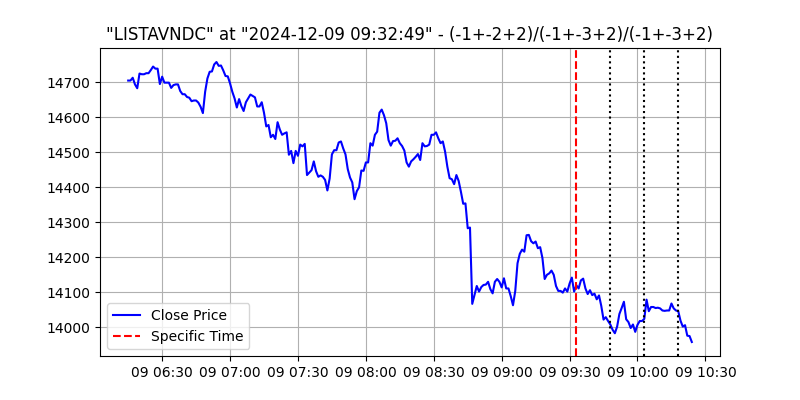 "LISTAVNDC" at "2024-12-09 09:32:49" - (-1+-2+2)/(-1+-3+2)/(-1+-3+2)
14700
14600
14500
14400
14300
14200
14100
14000
Close Price
Specific Time
09 06:30 09 07:00 09 07:30 09 08:00 09 08:30 09 09:00 09 09:30 09 10:00 09 10:30